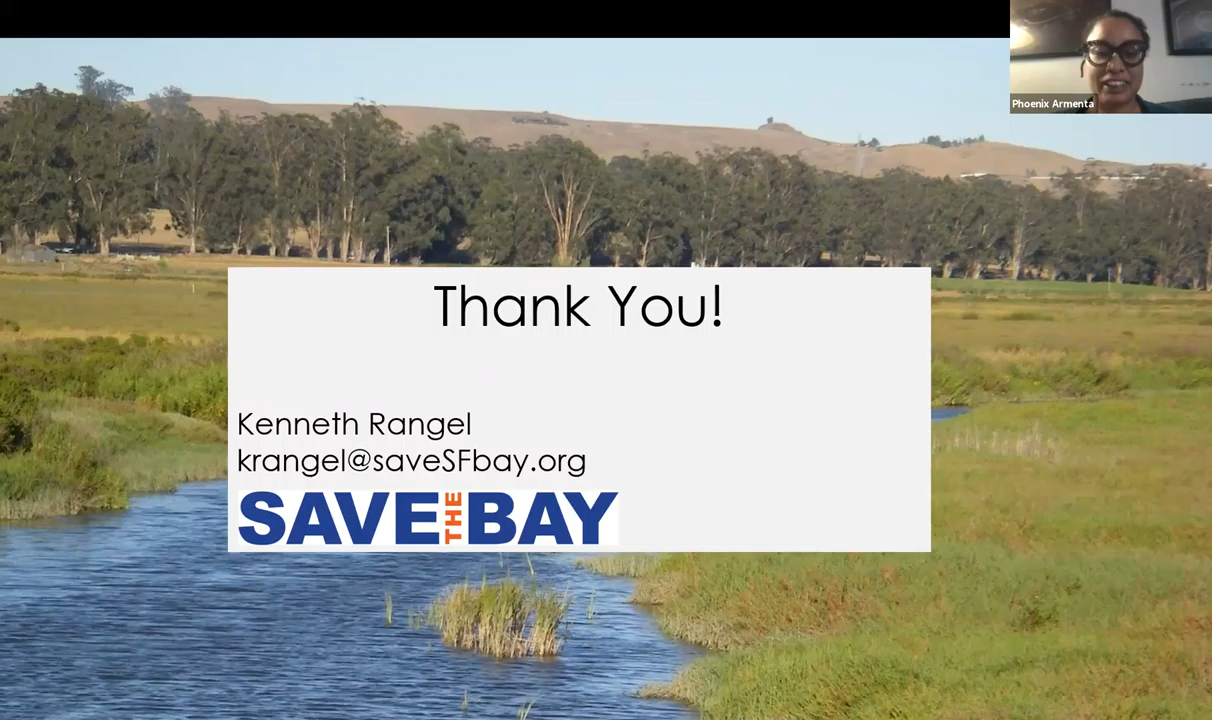 Phoenix Armenta
Thank You!
Kenneth Rangel
krangel@saveSFbay.org
SAVE THE BAY